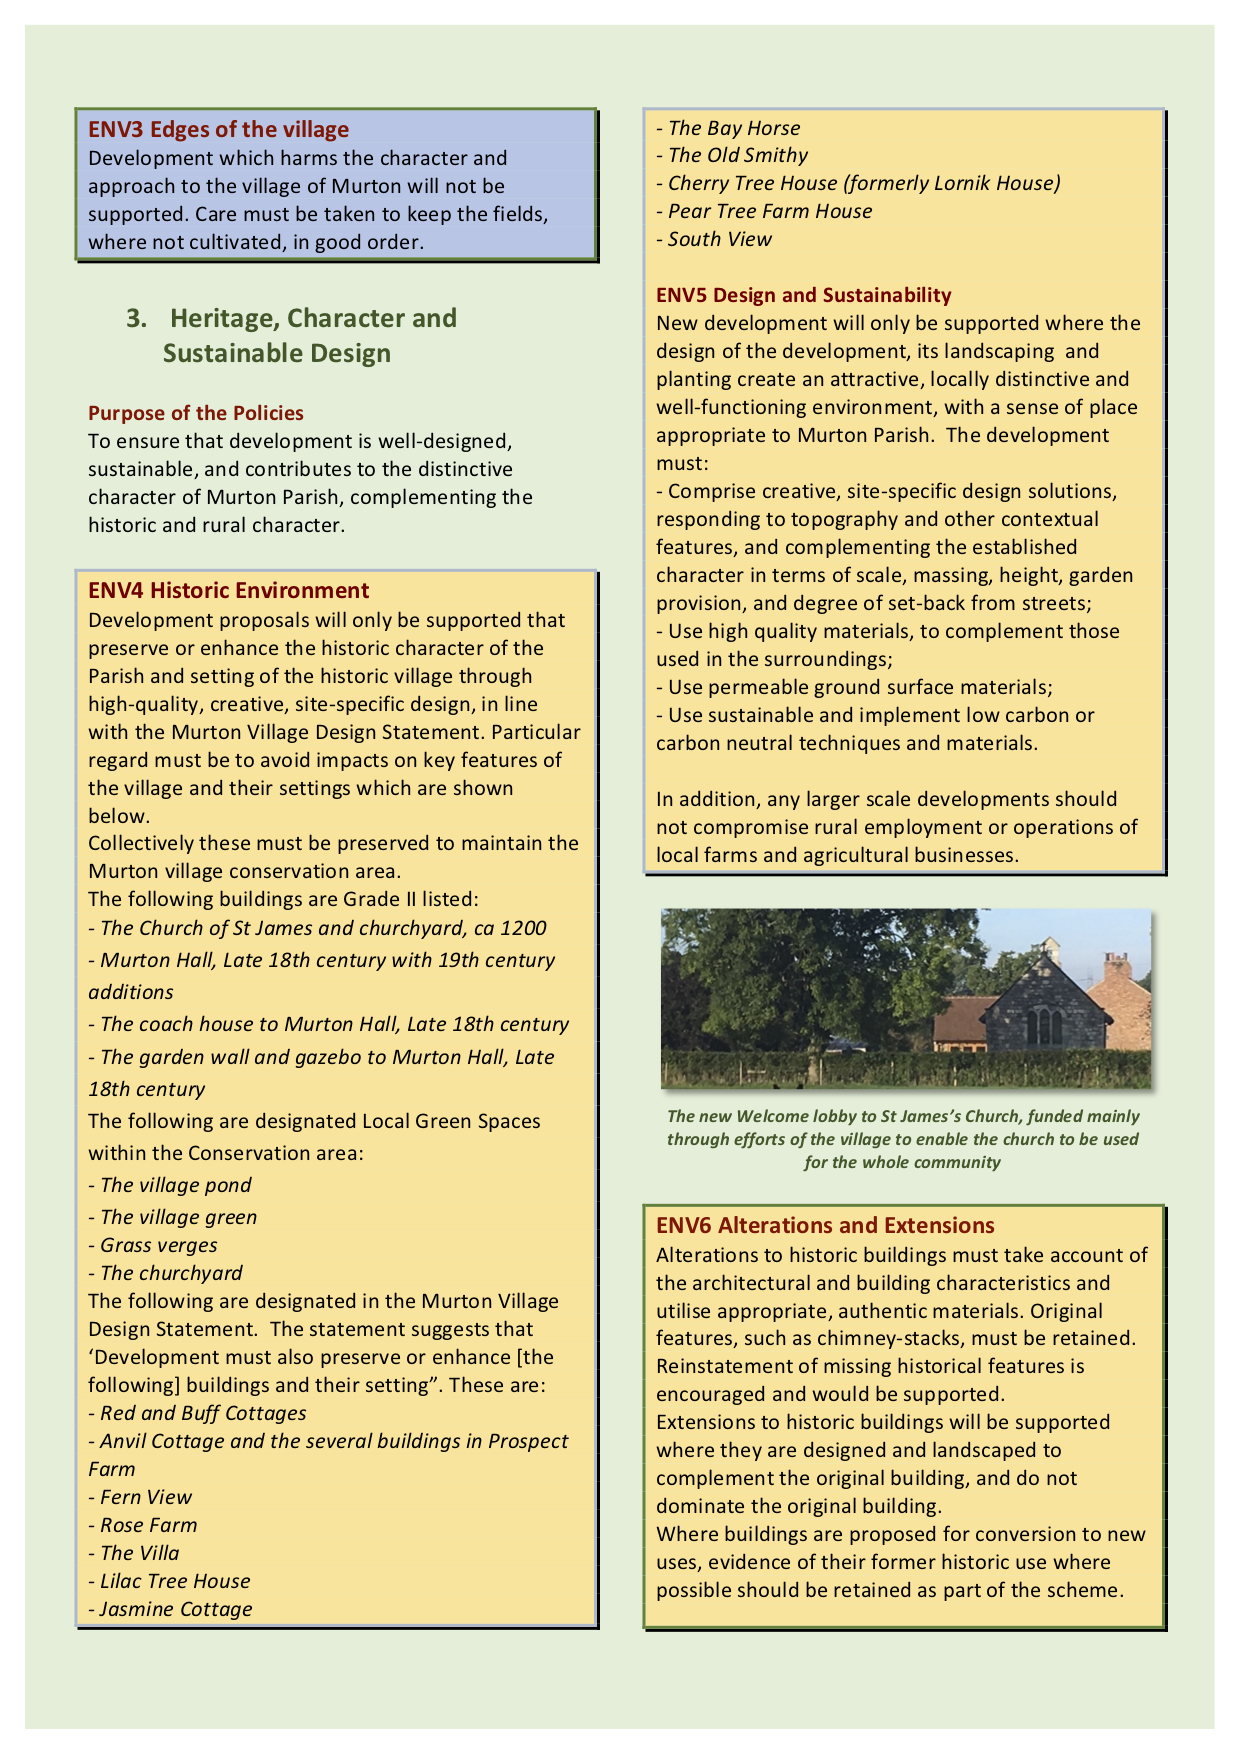 ENV3 Edges of the village
Development which harms the character and
approach to the village of Murton will not be
supported. Care must be taken to keep the fields,
where not cultivated, in good order.
3. Heritage, Character and
Sustainable Design
Purpose of the Policies
To ensure that development is well-designed,
sustainable, and contributes to the distinctive
character of Murton Parish, complementing the
historic and rural character.
ENV4 Historic Environment
Development proposals will only be supported that
preserve or enhance the historic character of the
Parish and setting of the historic village through
high-quality, creative, site-specific design, in line
with the Murton Village Design Statement. Particular
regard must be to avoid impacts on key features of
the village and their settings which are shown
below.
Collectively these must be preserved to maintain the
Murton village conservation area.
The following buildings are Grade II listed:
- The Church of St James and churchyard, ca 1200
- Murton Hall, Late 18th century with 19th century
additions
- The coach house to Murton Hall, Late 18th century
- The garden wall and gazebo to Murton Hall, Late
18th century
The following are designated Local Green Spaces
within the Conservation area:
- The village pond
- The village green
- Grass verges
- The churchyard
The following are designated in the Murton Village
Design Statement.  The statement suggests that
‘Development must also preserve or enhance [the
following] buildings and their setting”. These are:
- Red and Buff Cottages
- Anvil Cottage and the several buildings in Prospect
Farm
- Fern View
- Rose Farm
- The Villa
- Lilac Tree House
- Jasmine Cottage
- The Bay Horse
- The Old Smithy
- Cherry Tree House (formerly Lornik House)
- Pear Tree Farm House
- South View
ENV5 Design and Sustainability
New development will only be supported where the
design of the development, its landscaping  and
planting create an attractive, locally distinctive and
well-functioning environment, with a sense of place
appropriate to Murton Parish.  The development
must:
- Comprise creative, site-specific design solutions,
responding to topography and other contextual
features, and complementing the established
character in terms of scale, massing, height, garden
provision, and degree of set-back from streets;
- Use high quality materials, to complement those
used in the surroundings;
- Use permeable ground surface materials;
- Use sustainable and implement low carbon or
carbon neutral techniques and materials.
In addition, any larger scale developments should
not compromise rural employment or operations of
local farms and agricultural businesses.
The new Welcome lobby to St James’s Church, funded mainly
through efforts of the village to enable the church to be used
for the whole community
ENV6 Alterations and Extensions
Alterations to historic buildings must take account of
the architectural and building characteristics and
utilise appropriate, authentic materials. Original
features, such as chimney-stacks, must be retained.
Reinstatement of missing historical features is
encouraged and would be supported.
Extensions to historic buildings will be supported
where they are designed and landscaped to
complement the original building, and do not
dominate the original building.
Where buildings are proposed for conversion to new
uses, evidence of their former historic use where
possible should be retained as part of the scheme.